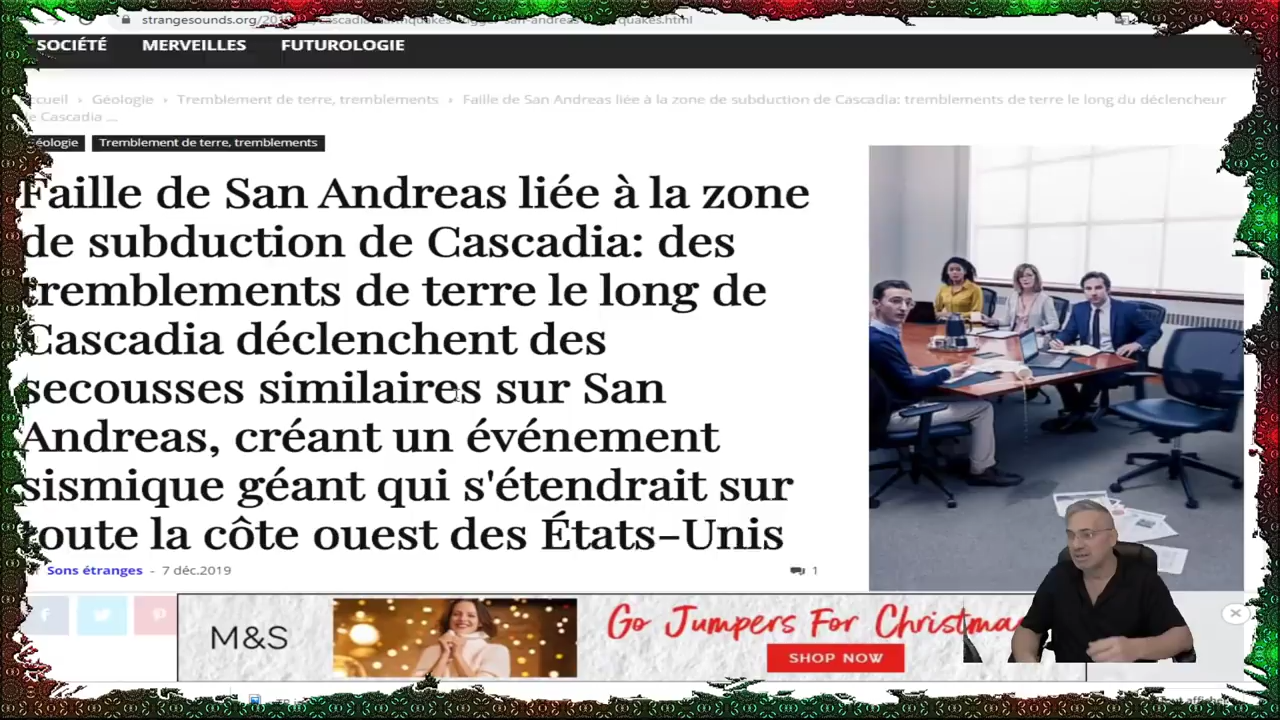 strangesounds.org/
SOCIÉTÉ MERVEILLES FUTUROLOGIE
Géologie › Tremblement de terre, tremblements › Faille de San Andreas liée à la zone de subduction de Cascadia: tremblements de terre le long du déclencheur
Cascadia ...
Géologie Tremblement de terre, tremblements
Faille de San Andreas liée à la zone
de subduction de Cascadia: des
tremblements de terre le long de
Cascadia déclenchent des
secousses similaires sur San
Andreas, créant un événement
sismique géant qui s'étendrait sur
toute la côte ouest des États-Unis
Sons étranges - 7 déc.2019 1
M&S Go Jumpers For Christmas
SHOP NOW